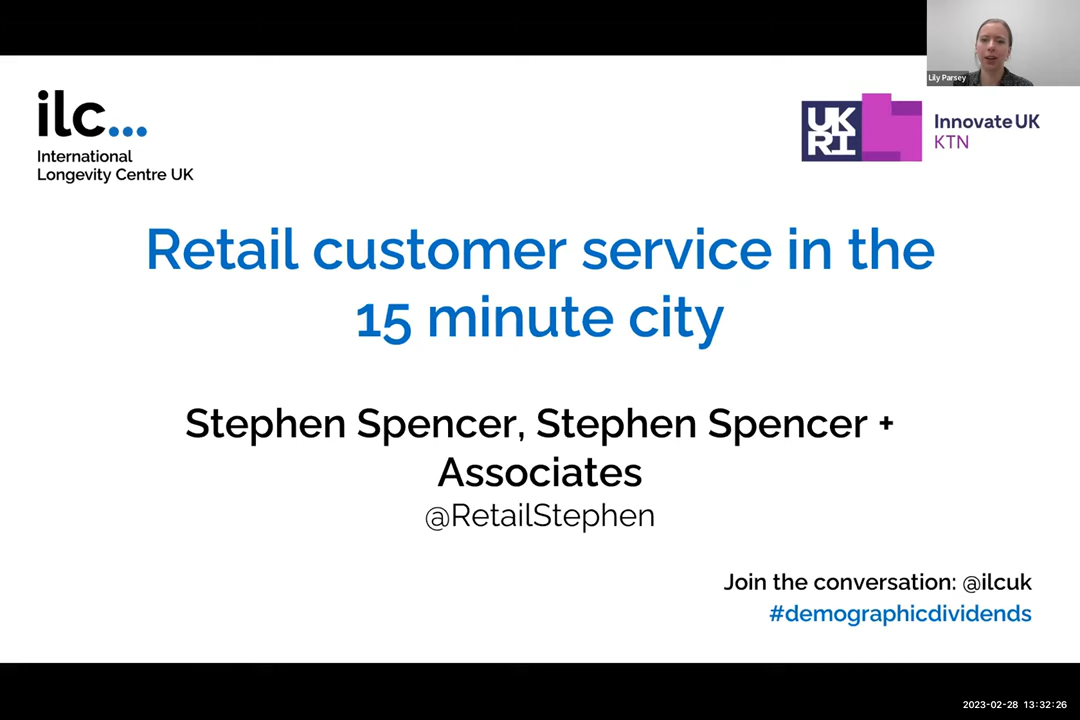 Lily Parsey
ilc...
International
Longevity Centre UK
UK
RI
Innovate UK
KTN
Retail customer service in the
15 minute city
Stephen Spencer, Stephen Spencer +
Associates
@RetailStephen
Join the conversation: @ilcuk
#demographicdividends
2023-02-28 13:32:26